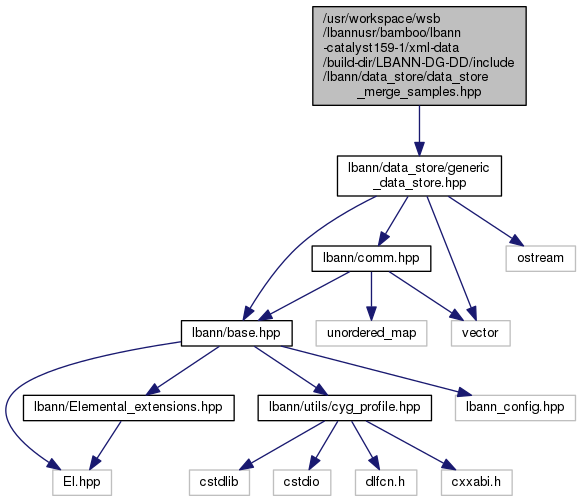 /usr/workspace/wsb
/lbannusr/bamboo/lbann
-catalyst159-1/xml-data
/build-dir/LBANN-DG-DD/include
/lbann/data_store/data_store
_merge_samples.hpp
lbann/data_store/generic
_data_store.hpp
lbann/comm.hpp
ostream
lbann/base.hpp
unordered_map
vector
lbann/Elemental_extensions.hpp
lbann/utils/cyg_profile.hpp
lbann_config.hpp
El.hpp
cstdlib
cstdio
dlfcn.h
cxxabi.h